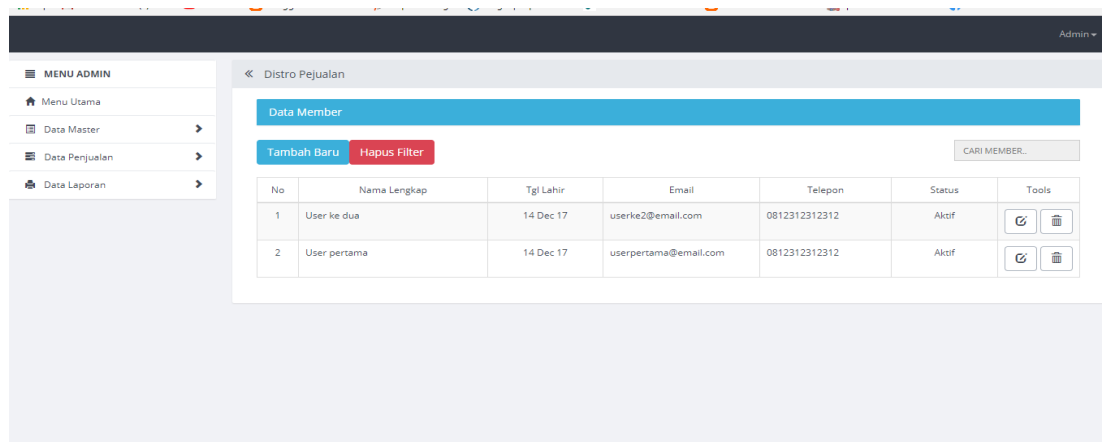 Admin
MENU ADMIN
Menu Utama
Data Master
Data Penjualan
Data Laporan
Distro Pejualan
Data Member
Tambah Baru Hapus Filter CARI MEMBER..
No Nama Lengkap Tgl Lahir Email Telepon Status Tools
1 User ke dua 14 Dec 17 userke2@email.com 0812312312312 Aktif
2 User pertama 14 Dec 17 userpertama@email.com 0812312312312 Aktif